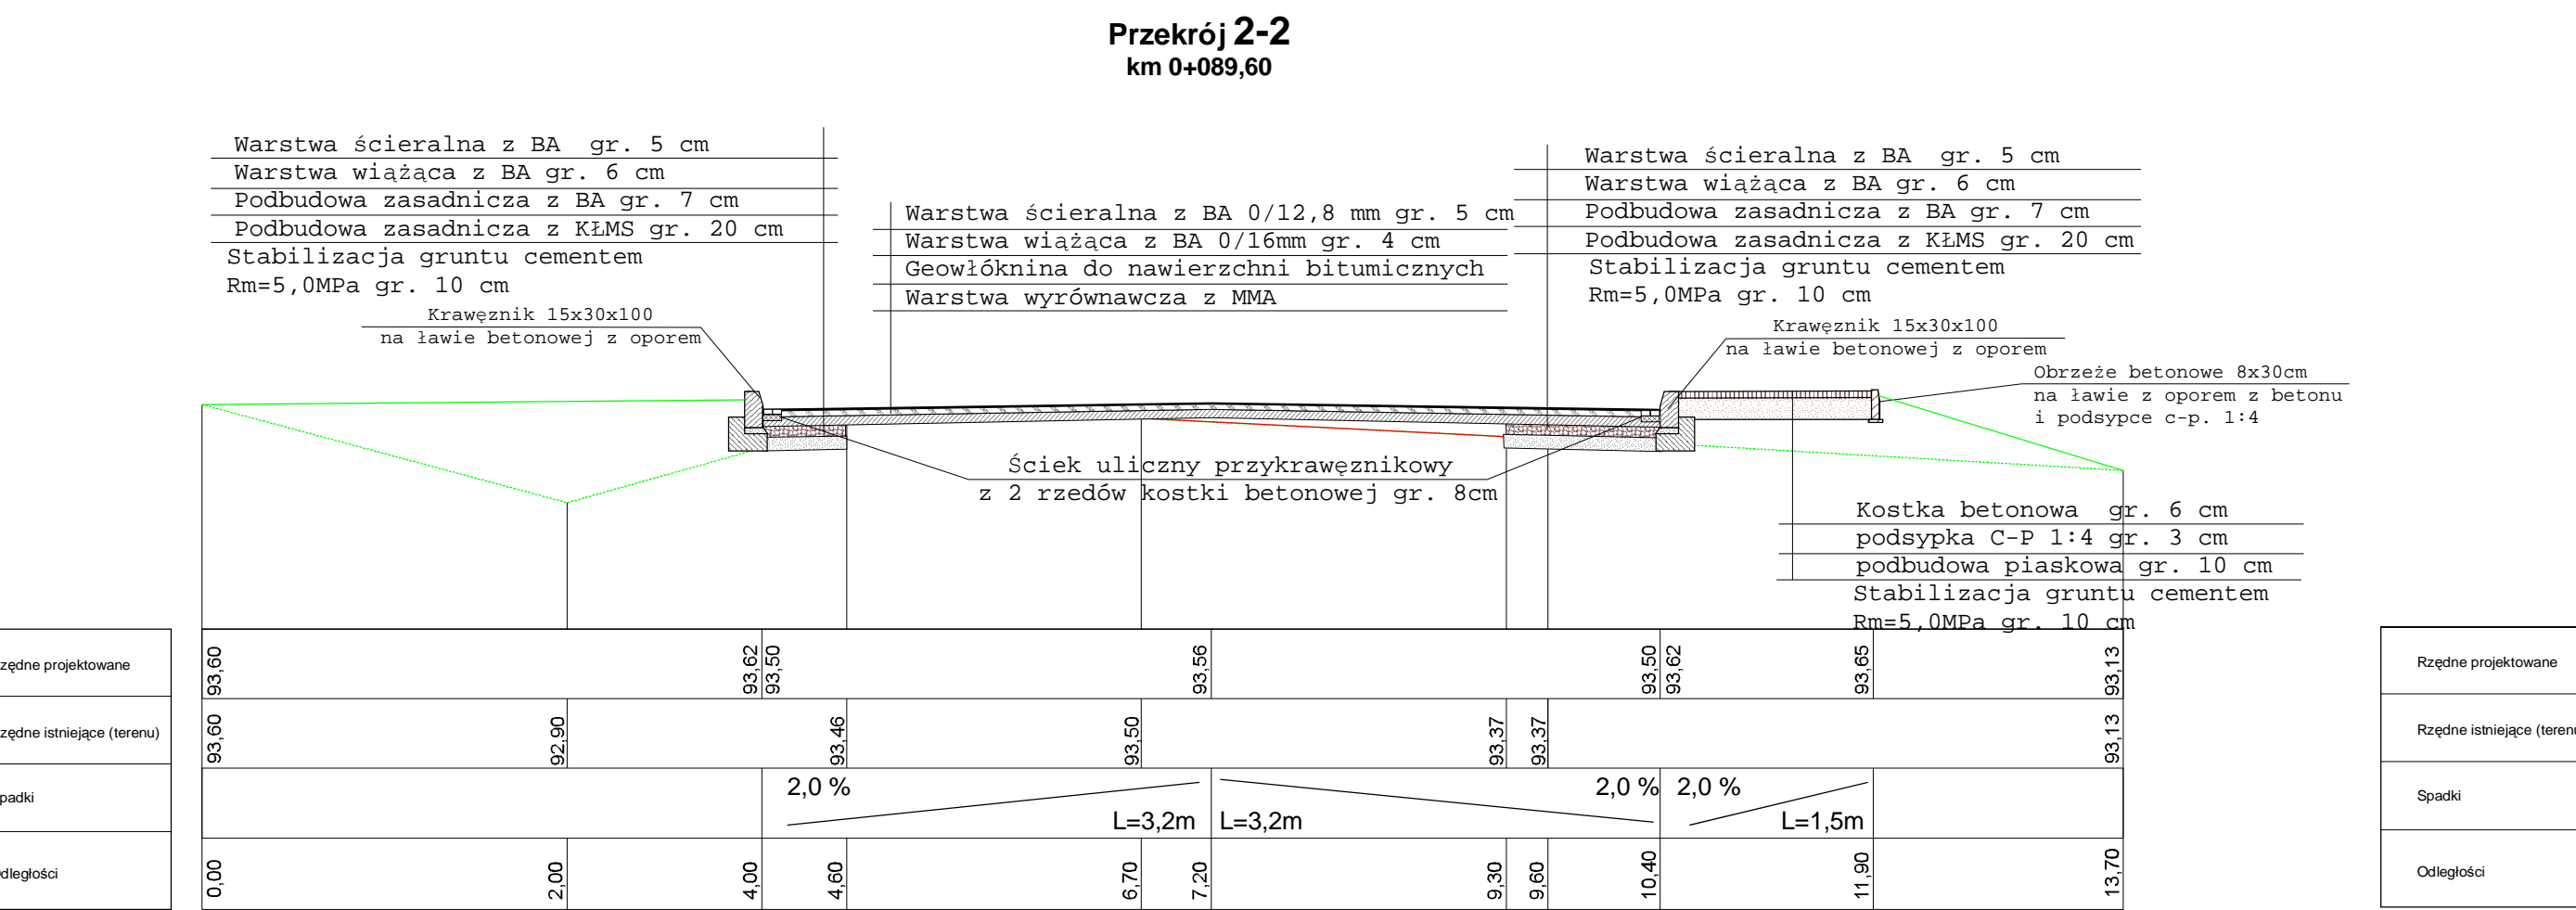 Przekrój 2-2
km 0+089,60
Warstwa ścieralna z BA  gr. 5 cm
Warstwa wiążąca z BA gr. 6 cm
Podbudowa zasadnicza z BA gr. 7 cm
Podbudowa zasadnicza z KŁMS gr. 20 cm
Stabilizacja gruntu cementem
Rm=5,0MPa gr. 10 cm
Krawęznik 15x30x100
na ławie betonowej z oporem
Warstwa ścieralna z BA 0/12,8 mm gr. 5 cm
Warstwa wiążąca z BA 0/16mm gr. 4 cm
Geowłóknina do nawierzchni bitumicznych
Warstwa wyrównawcza z MMA
Warstwa ścieralna z BA  gr. 5 cm
Warstwa wiążąca z BA gr. 6 cm
Podbudowa zasadnicza z BA gr. 7 cm
Podbudowa zasadnicza z KŁMS gr. 20 cm
Stabilizacja gruntu cementem
Rm=5,0MPa gr. 10 cm
Krawęznik 15x30x100
na ławie betonowej z oporem
Obrzeże betonowe 8x30cm
na ławie z oporem z betonu
i podsypce c-p. 1:4
Ściek uliczny przykrawęznikowy
z 2 rzedów kostki betonowej gr. 8cm
Kostka betonowa  gr. 6 cm
podsypka C-P 1:4 gr. 3 cm
podbudowa piaskowa gr. 10 cm
Stabilizacja gruntu cementem
Rm=5,0MPa gr. 10 cm
zędne projektowane
93,60 93,62 93,50 93,56 93,50 93,62 93,65 93,13
Rzędne projektowane
zędne istniejące (terenu)
93,60 92,90 93,46 93,50 93,37 93,37 93,13
Rzędne istniejące (teren
padki
2,0 % 2,0 % 2,0 %
L=3,2m L=3,2m L=1,5m
Spadki
dległości
0,00 2,00 4,00 4,60 6,70 7,20 9,30 9,60 10,40 11,90 13,70
Odległości